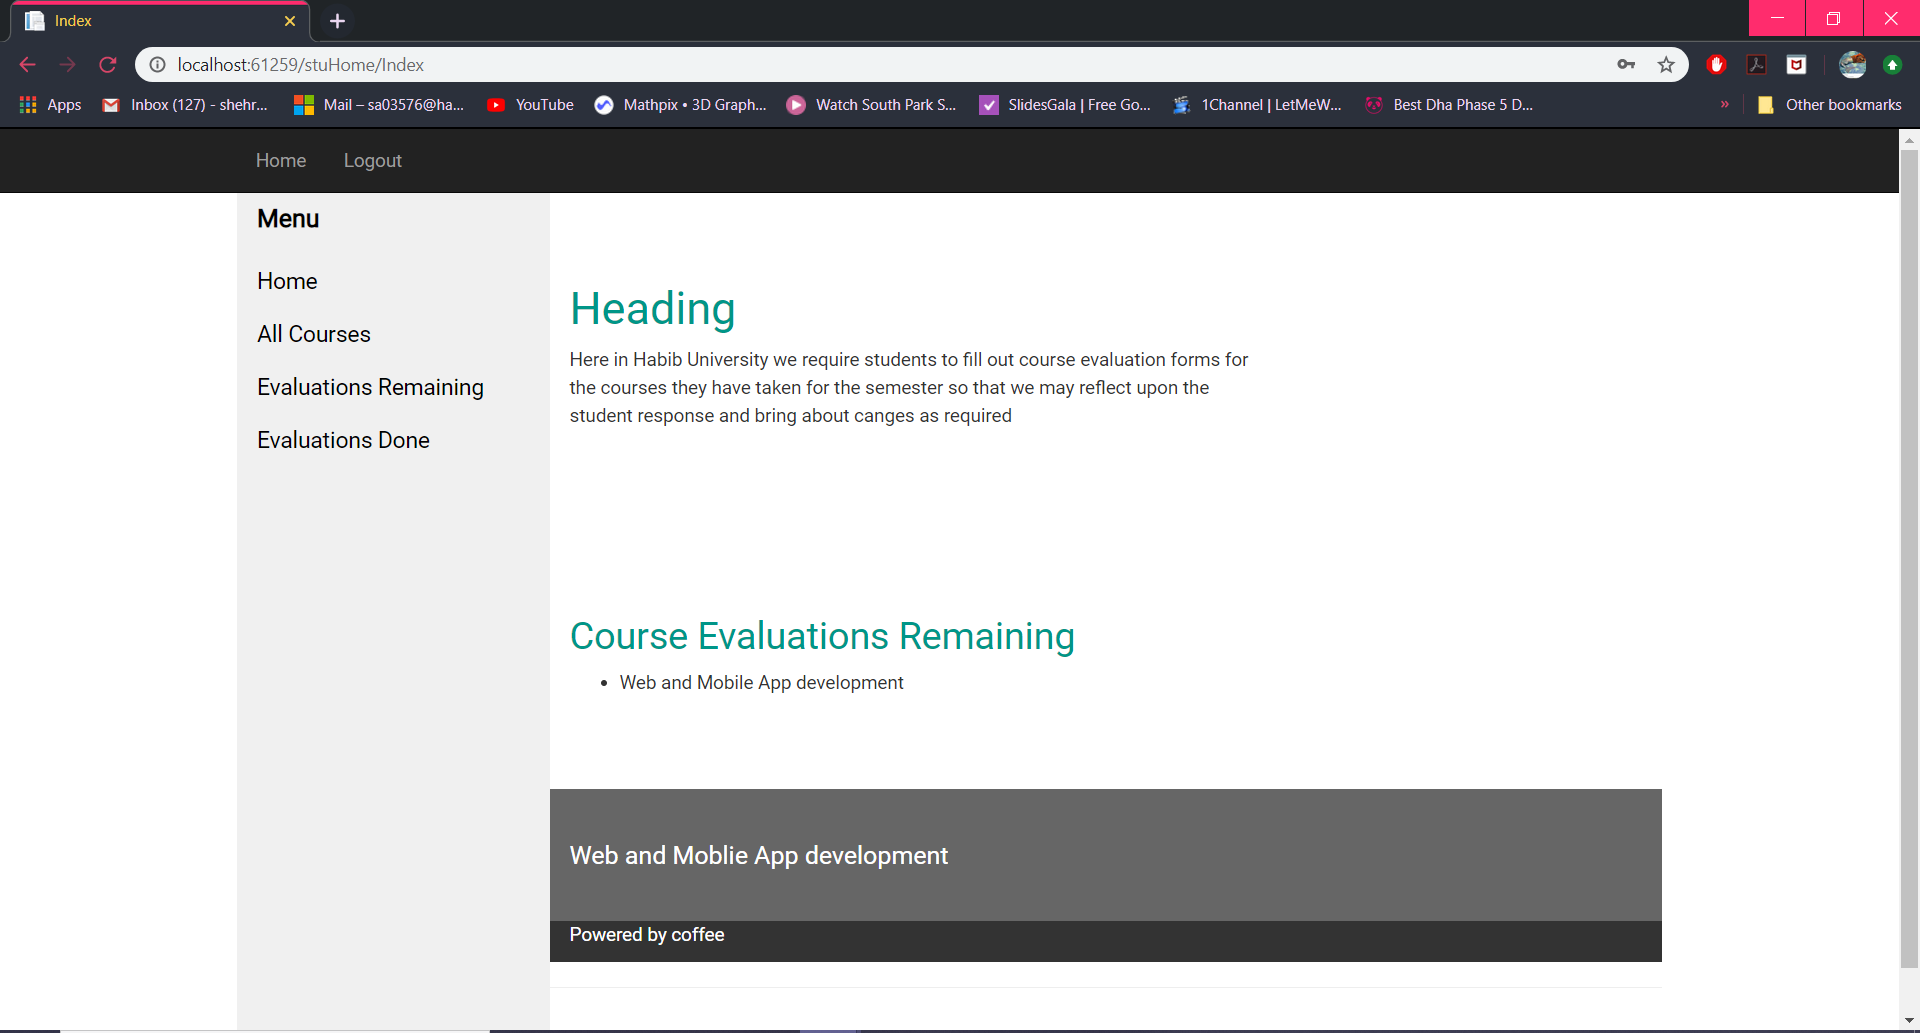 Index
localhost:61259/stuHome/Index
Apps Inbox (127) - shehr... Mail – sa03576@ha... YouTube Mathpix • 3D Graph... Watch South Park S... SlidesGala | Free Go... 1Channel | LetMeW... Best Dha Phase 5 D... » Other bookmarks
Home Logout
Menu
Home
All Courses
Evaluations Remaining
Evaluations Done
Heading
Here in Habib University we require students to fill out course evaluation forms for
the courses they have taken for the semester so that we may reflect upon the
student response and bring about canges as required
Course Evaluations Remaining
• Web and Mobile App development
Web and Moblie App development
Powered by coffee